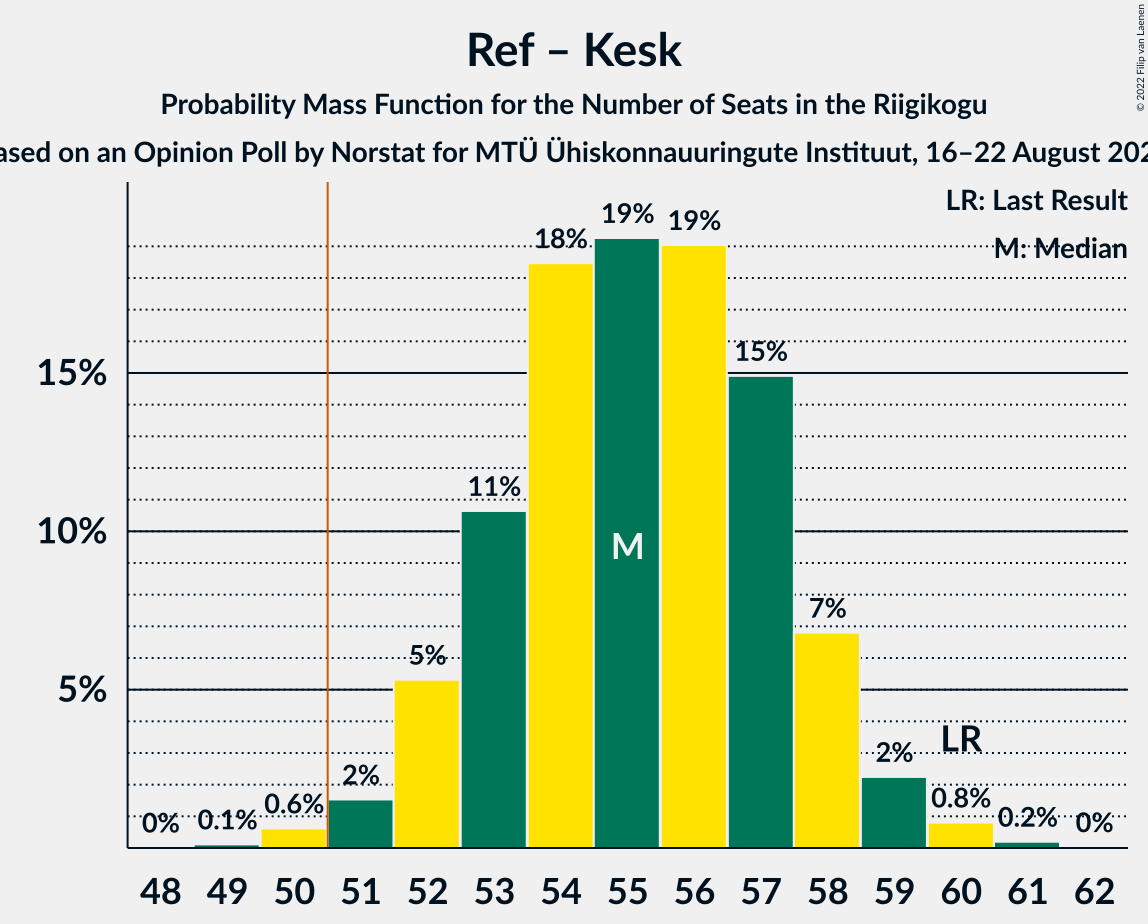 © 2022 Filip van Laenen
Ref – Kesk
Probability Mass Function for the Number of Seats in the Riigikogu
ased on an Opinion Poll by Norstat for MTÜ Ühiskonnauuringute Instituut, 16–22 August 202
LR: Last Result
M: Median
15%
10%
5%
0%
0.1%
0.6%
2%
5%
11%
18%
19%
19%
15%
7%
2%
0.8%
0.2%
0%
M
LR
48 49 50 51 52 53 54 55 56 57 58 59 60 61 62